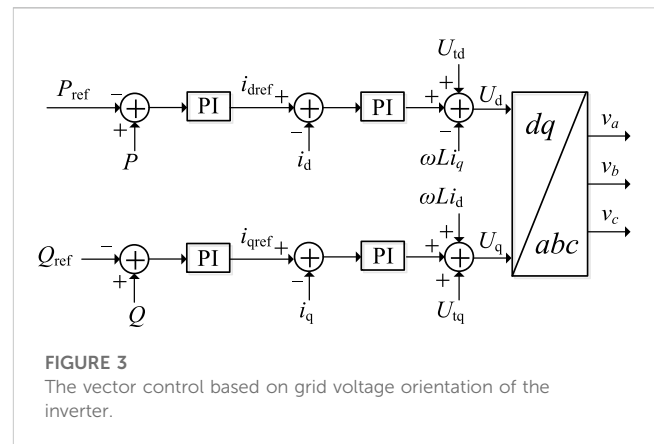 P_ref
−
+
P
PI
i_dref
+
−
i_d
PI
+
U_td
+
−
ωLi_q
U_d
dq
abc
v_a
v_b
v_c
Q_ref
−
+
Q
PI
i_qref
+
−
i_q
PI
+
ωLi_d
+
+
U_tq
U_q
FIGURE 3
The vector control based on grid voltage orientation of the
inverter.